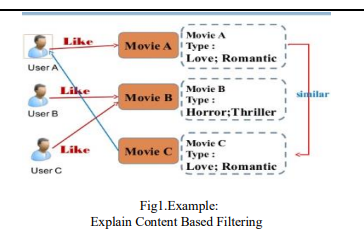 Like
User A
Movie A
Movie A
Type :
Love; Romantic
Like
User B
Movie B
Movie B
Type :
Horror;Thriller
similar
Like
User C
Movie C
Movie C
Type :
Love; Romantic
Fig1.Example:
Explain Content Based Filtering